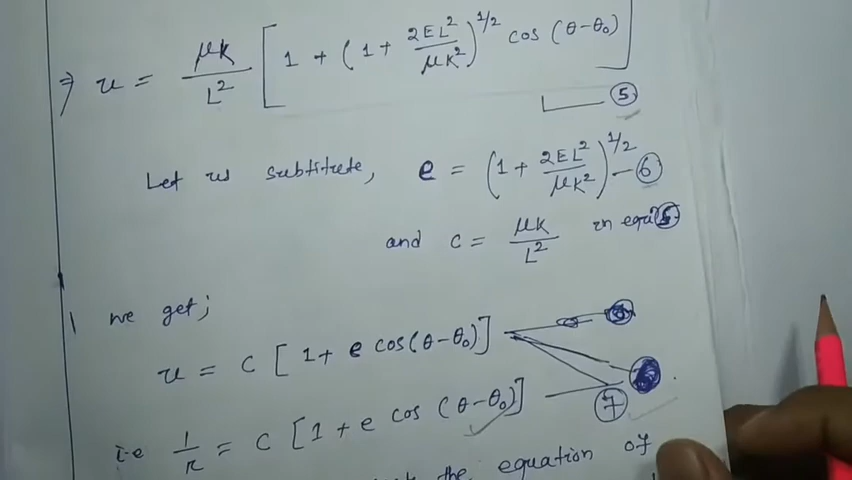 ⇒ u = μk/L² [ 1 + (1 + 2EL²/μk²)^1/2 cos (θ-θ₀) ]
⑤
Let us substitute, e = (1 + 2EL²/μk²)^1/2 — ⑥
and c = μk/L² in equⁿ ⑤
we get;
u = c [ 1 + e cos(θ-θ₀) ]
i.e 1/r = c [ 1 + e cos (θ-θ₀) ] ⑦
the equation of